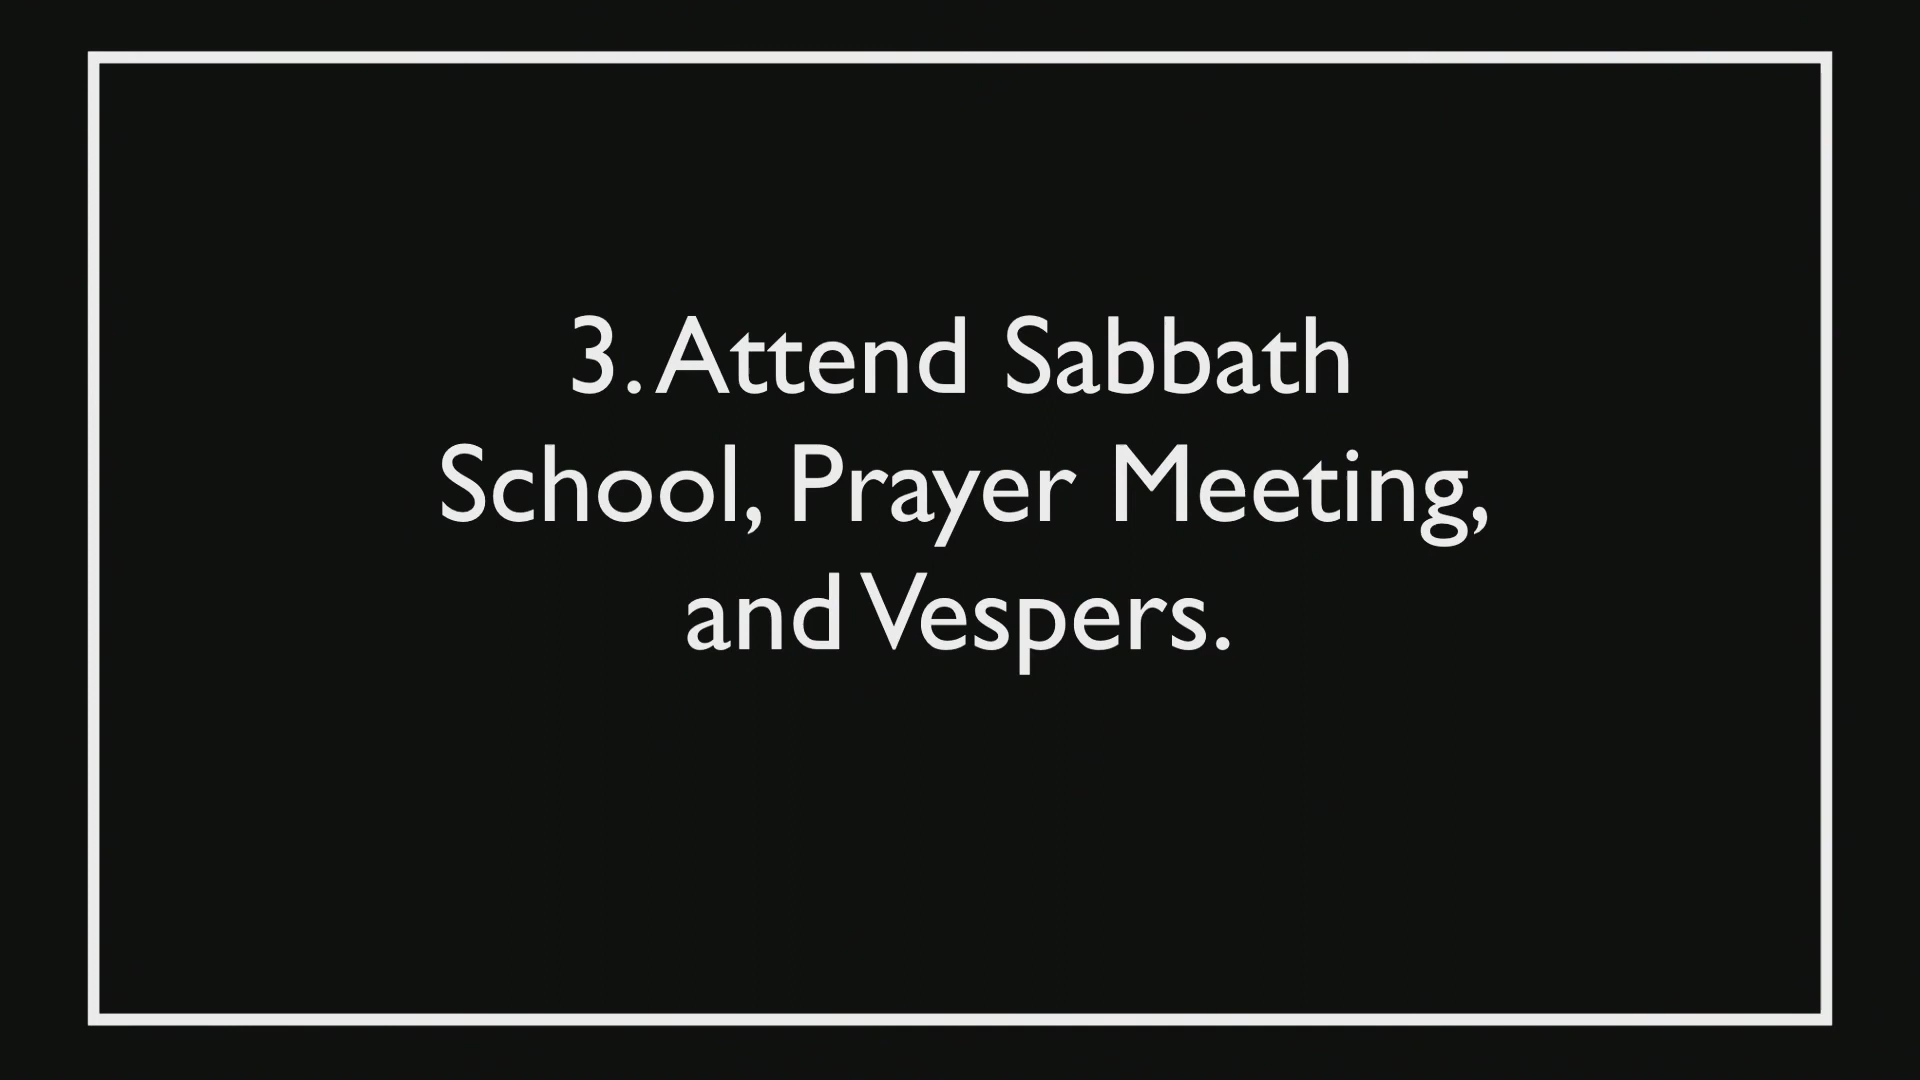 3. Attend Sabbath
School, Prayer Meeting,
and Vespers.